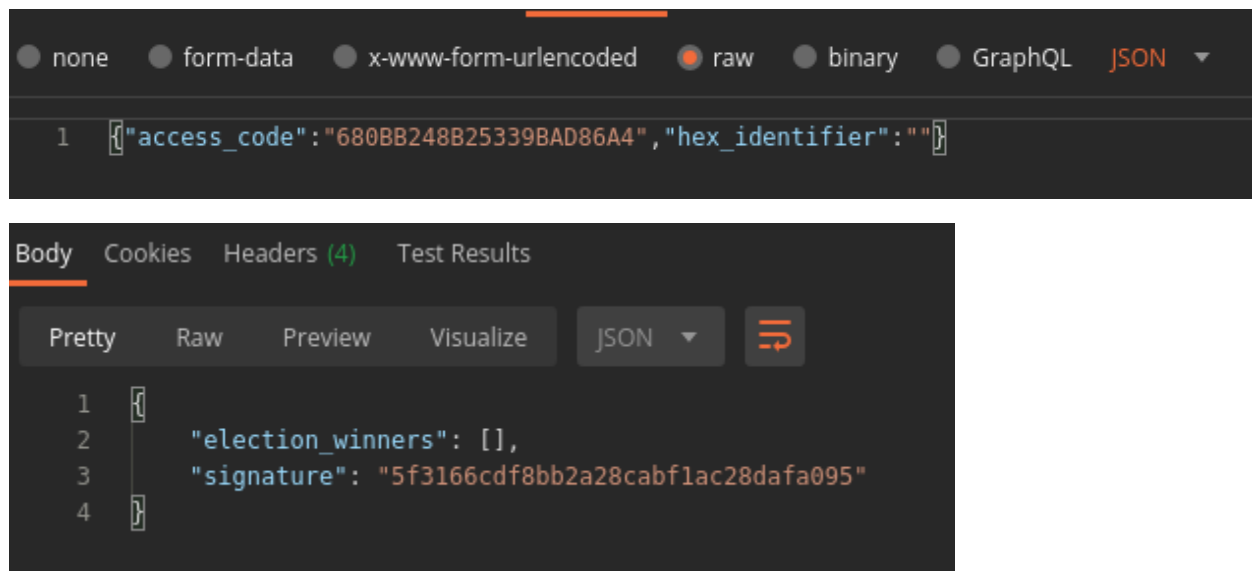 none form-data x-www-form-urlencoded raw binary GraphQL JSON
1 {"access_code":"680BB248B25339BAD86A4","hex_identifier":""}
Body Cookies Headers (4) Test Results
Pretty Raw Preview Visualize JSON
1 {
2 "election_winners": [],
3 "signature": "5f3166cdf8bb2a28cabf1ac28dafa095"
4 }